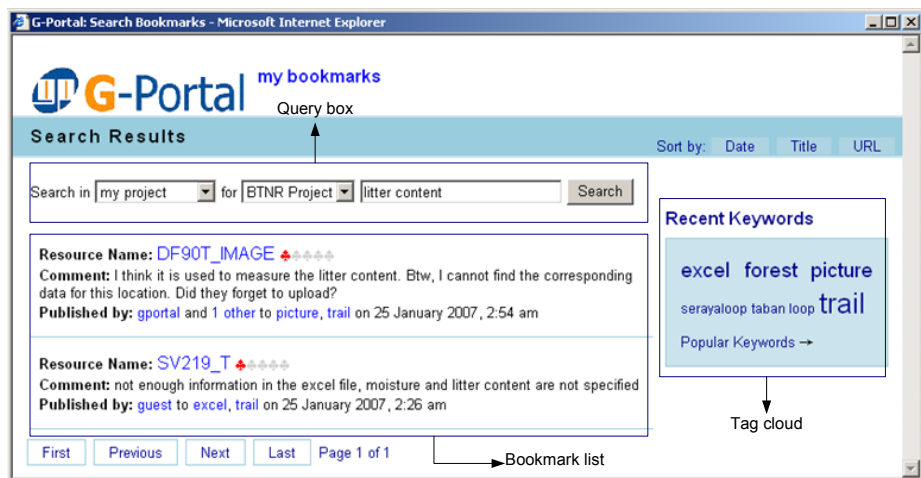 G-Portal: Search Bookmarks - Microsoft Internet Explorer
my bookmarks
G-Portal
Query box
Search Results
Sort by: Date Title URL
Search in my project for BTNR Project litter content Search
Recent Keywords
Resource Name: DF90T_IMAGE
Comment: I think it is used to measure the litter content. Btw, I cannot find the corresponding
data for this location. Did they forget to upload?
Published by: gportal and 1 other to picture, trail on 25 January 2007, 2:54 am
excel forest picture
serayaloop taban loop trail
Popular Keywords →
Resource Name: SV219_T
Comment: not enough information in the excel file, moisture and litter content are not specified
Published by: guest to excel, trail on 25 January 2007, 2:26 am
Tag cloud
First Previous Next Last Page 1 of 1
Bookmark list